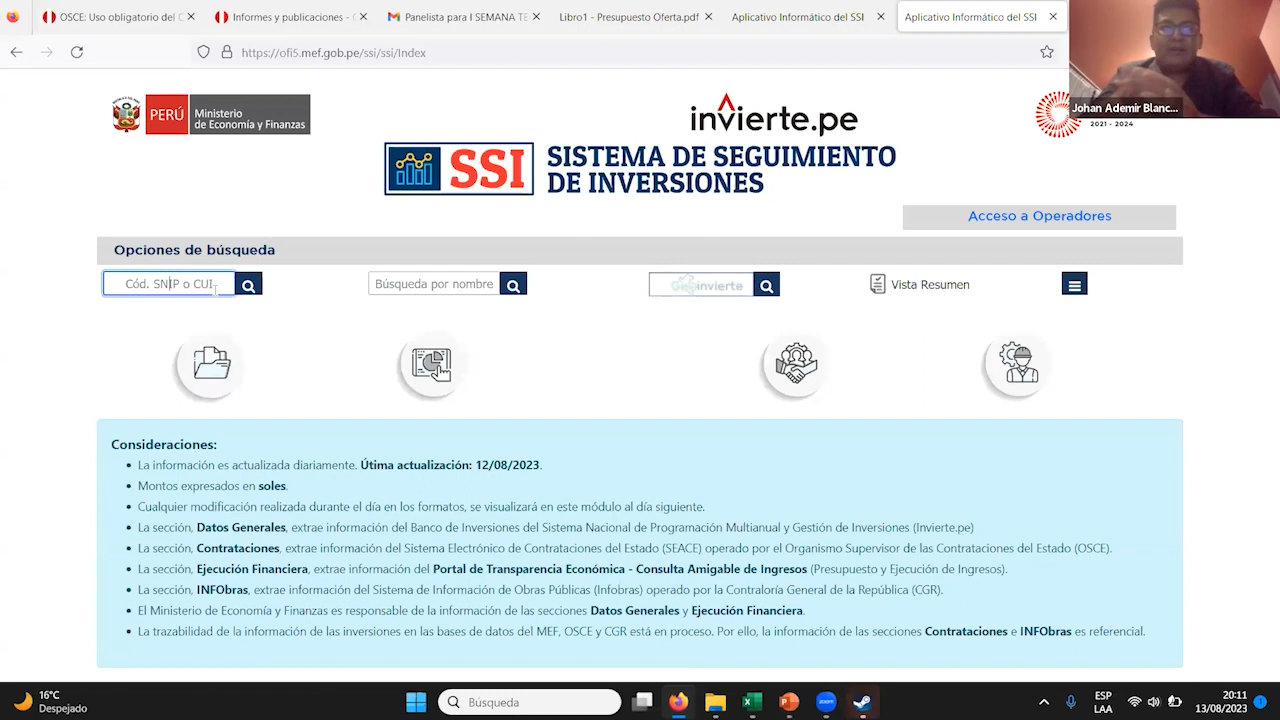 OSCE: Uso obligatorio del C
Informes y publicaciones - C
Panelista para I SEMANA TE
Libro1 - Presupuesto Oferta.pdf
Aplicativo Informático del SSI
Aplicativo Informático del SSI
https://ofi5.mef.gob.pe/ssi/ssi/Index
Johan Ademir Blanc...
2021 - 2024
PERÚ
Ministerio
de Economía y Finanzas
invierte.pe
SSI
SISTEMA DE SEGUIMIENTO
DE INVERSIONES
Acceso a Operadores
Opciones de búsqueda
Cód. SNIP o CUI
Búsqueda por nombre
Geoinvierte
Vista Resumen
Consideraciones:
La información es actualizada diariamente. Útima actualización: 12/08/2023.
Montos expresados en soles.
Cualquier modificación realizada durante el día en los formatos, se visualizará en este módulo al día siguiente.
La sección, Datos Generales, extrae información del Banco de Inversiones del Sistema Nacional de Programación Multianual y Gestión de Inversiones (Invierte.pe)
La sección, Contrataciones, extrae información del Sistema Electrónico de Contrataciones del Estado (SEACE) operado por el Organismo Supervisor de las Contrataciones del Estado (OSCE).
La sección, Ejecución Financiera, extrae información del Portal de Transparencia Económica - Consulta Amigable de Ingresos (Presupuesto y Ejecución de Ingresos).
La sección, INFObras, extrae información del Sistema de Información de Obras Públicas (Infobras) operado por la Contraloría General de la República (CGR).
El Ministerio de Economía y Finanzas es responsable de la información de las secciones Datos Generales y Ejecución Financiera.
La trazabilidad de la información de las inversiones en las bases de datos del MEF, OSCE y CGR está en proceso. Por ello, la información de las secciones Contrataciones e INFObras es referencial.
16°C
Despejado
Búsqueda
zoom
ESP
LAA
20:11
13/08/2023